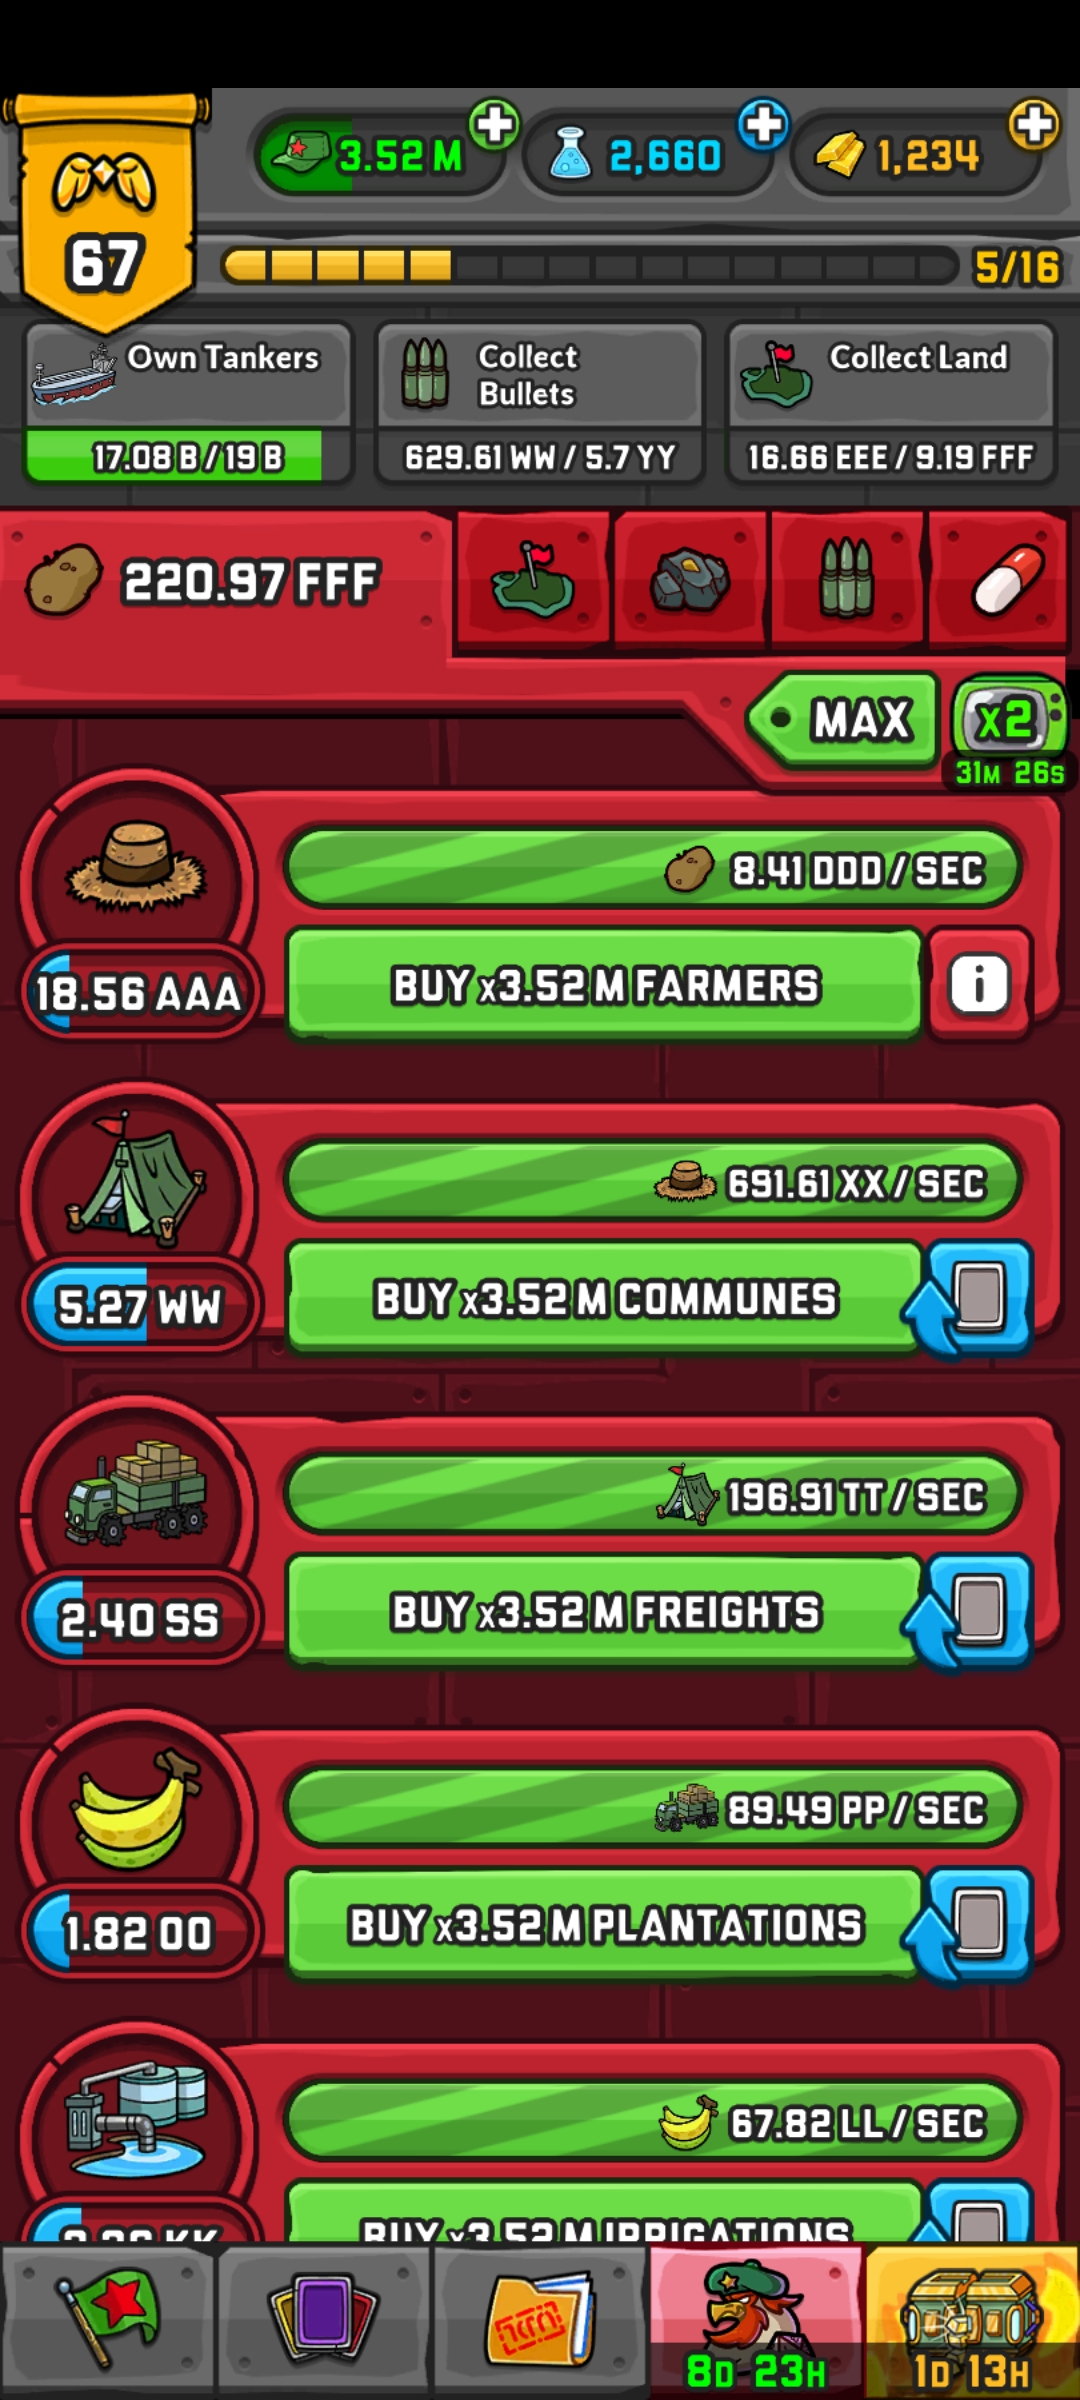 3.52 M
2,660
1,234
67
5/16
Own Tankers
17.08 B / 19 B
Collect
Bullets
629.61 WW / 5.7 YY
Collect Land
16.66 EEE / 9.19 FFF
220.97 FFF
MAX
x2
31M 26S
8.41 DDD / SEC
18.56 AAA
BUY x3.52 M FARMERS
i
691.61 XX / SEC
5.27 WW
BUY x3.52 M COMMUNES
196.91 TT / SEC
2.40 SS
BUY x3.52 M FREIGHTS
89.49 PP / SEC
1.82 OO
BUY x3.52 M PLANTATIONS
67.82 LL / SEC
BUY x3.52 M IRRIGATIONS
8D 23H
1D 13H